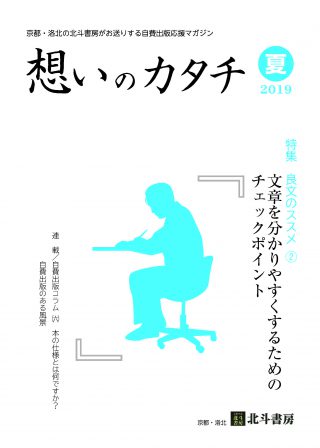 京都・洛北の北斗書房がお送りする自費出版応援マガジン
想いのカタチ
夏
2019
特集　良文のススメ ②
文章を分かりやすくするための
チェックポイント
連　載／自費出版コラム
本の仕様とは何ですか？
自費出版のある風景
京都・洛北
北斗書房